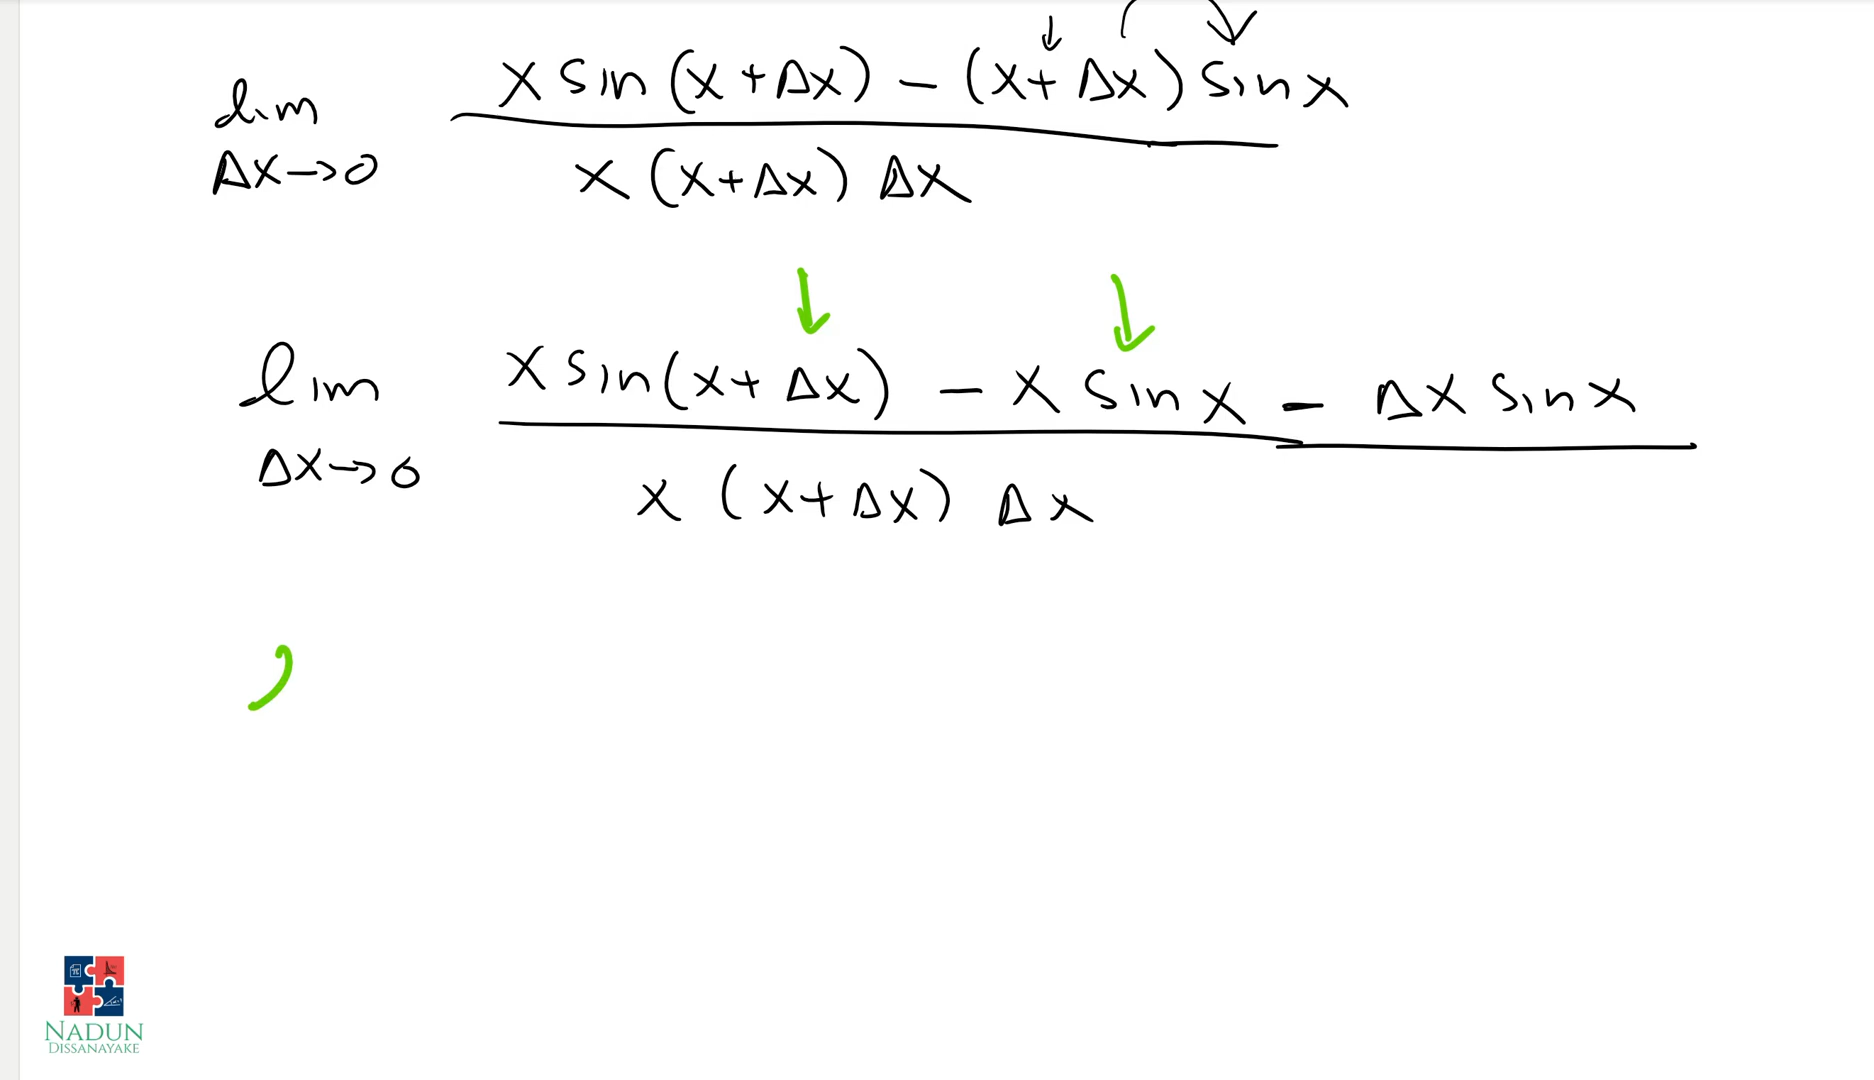 x sin (x + Δx) - (x + Δx) sin x
lim
Δx→0
x (x+Δx) Δx
x sin(x+ Δx) - x sin x - Δx sin x
lim
Δx→0
x (x+Δx) Δx
π
NADUN
DISSANAYAKE